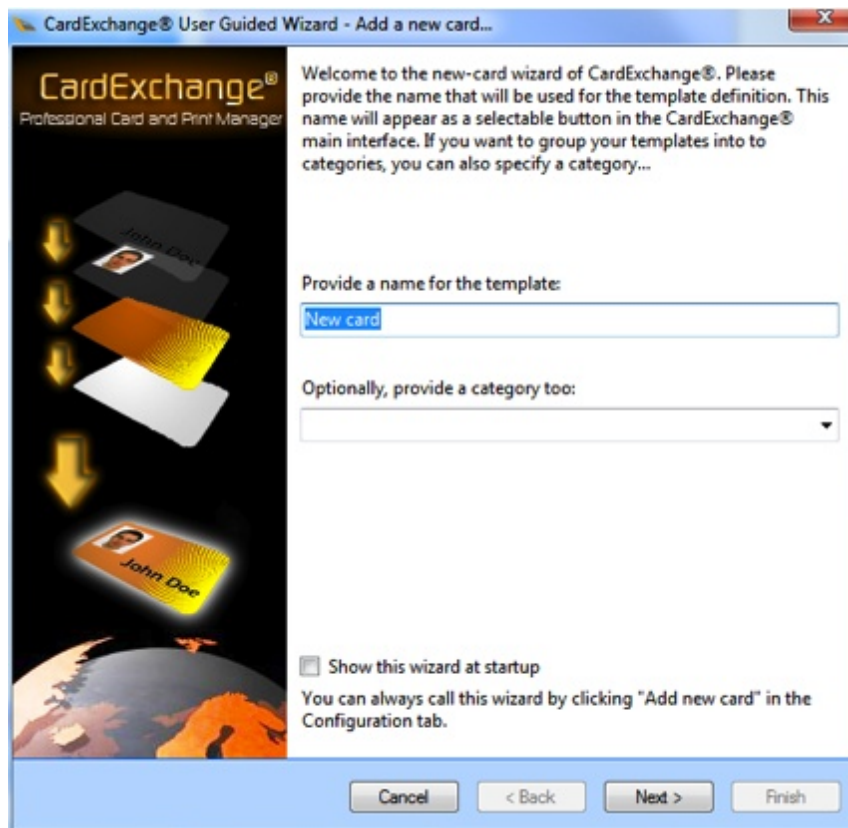 CardExchange® User Guided Wizard - Add a new card...
CardExchange®
Professional Card and Print Manager
John Doe
John Doe
Welcome to the new-card wizard of CardExchange®. Please
provide the name that will be used for the template definition. This
name will appear as a selectable button in the CardExchange®
main interface. If you want to group your templates into to
categories, you can also specify a category...
Provide a name for the template:
New card
Optionally, provide a category too:
Show this wizard at startup
You can always call this wizard by clicking "Add new card" in the
Configuration tab.
Cancel
< Back
Next >
Finish